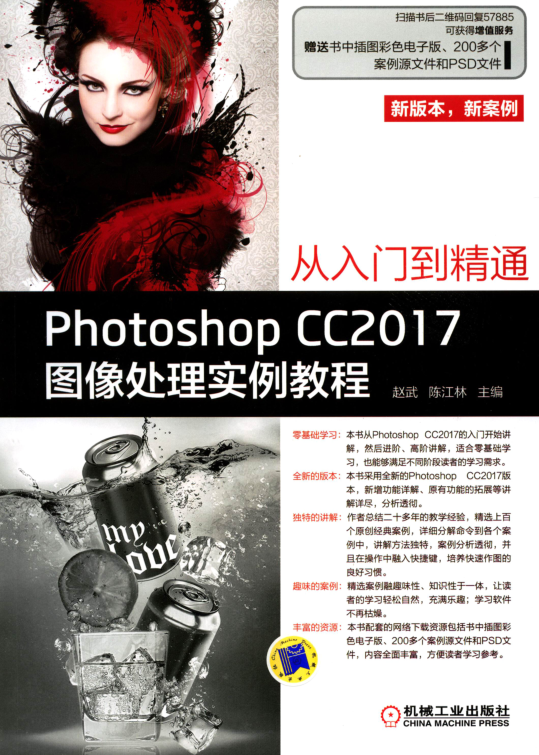 扫描书后二维码回复57885
可获得增值服务
赠送书中插图彩色电子版、200多个
案例源文件和PSD文件
新版本，新案例
从入门到精通
Photoshop CC2017
图像处理实例教程 赵武 陈江林 主编
零基础学习：本书从Photoshop CC2017的入门开始讲
解，然后进阶、高阶讲解，适合零基础学
习，也能够满足不同阶段读者的学习需求。
全新的版本：本书采用全新的Photoshop CC2017版
本，新增功能详解、原有功能的拓展等讲
解详尽，分析透彻。
独特的讲解：作者总结二十多年的教学经验，精选上百
个原创经典案例，详细分解命令到各个案
例中，讲解方法独特，案例分析透彻，并
且在操作中融入快捷键，培养快速作图的
良好习惯。
趣味的案例：精选案例融趣味性、知识性于一体，让读
者的学习轻松自然，充满乐趣；学习软件
不再枯燥。
丰富的资源：本书配套的网络下载资源包括书中插图彩
色电子版、200多个案例源文件和PSD文
件，内容全面丰富，方便读者学习参考。
my
Love
机械工业出版社
CHINA MACHINE PRESS